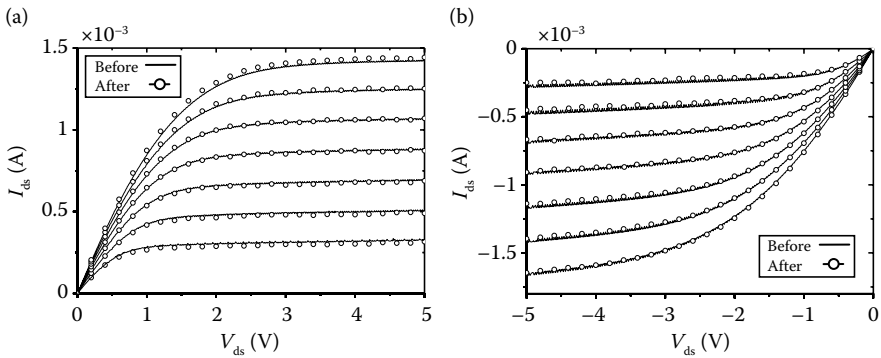 (a)
×10⁻³
1.5
1
0.5
0
Before
After
I_ds (A)
0 1 2 3 4 5
V_ds (V)
(b)
×10⁻³
0
−0.5
−1
−1.5
I_ds (A)
Before
After
−5 −4 −3 −2 −1 0
V_ds (V)